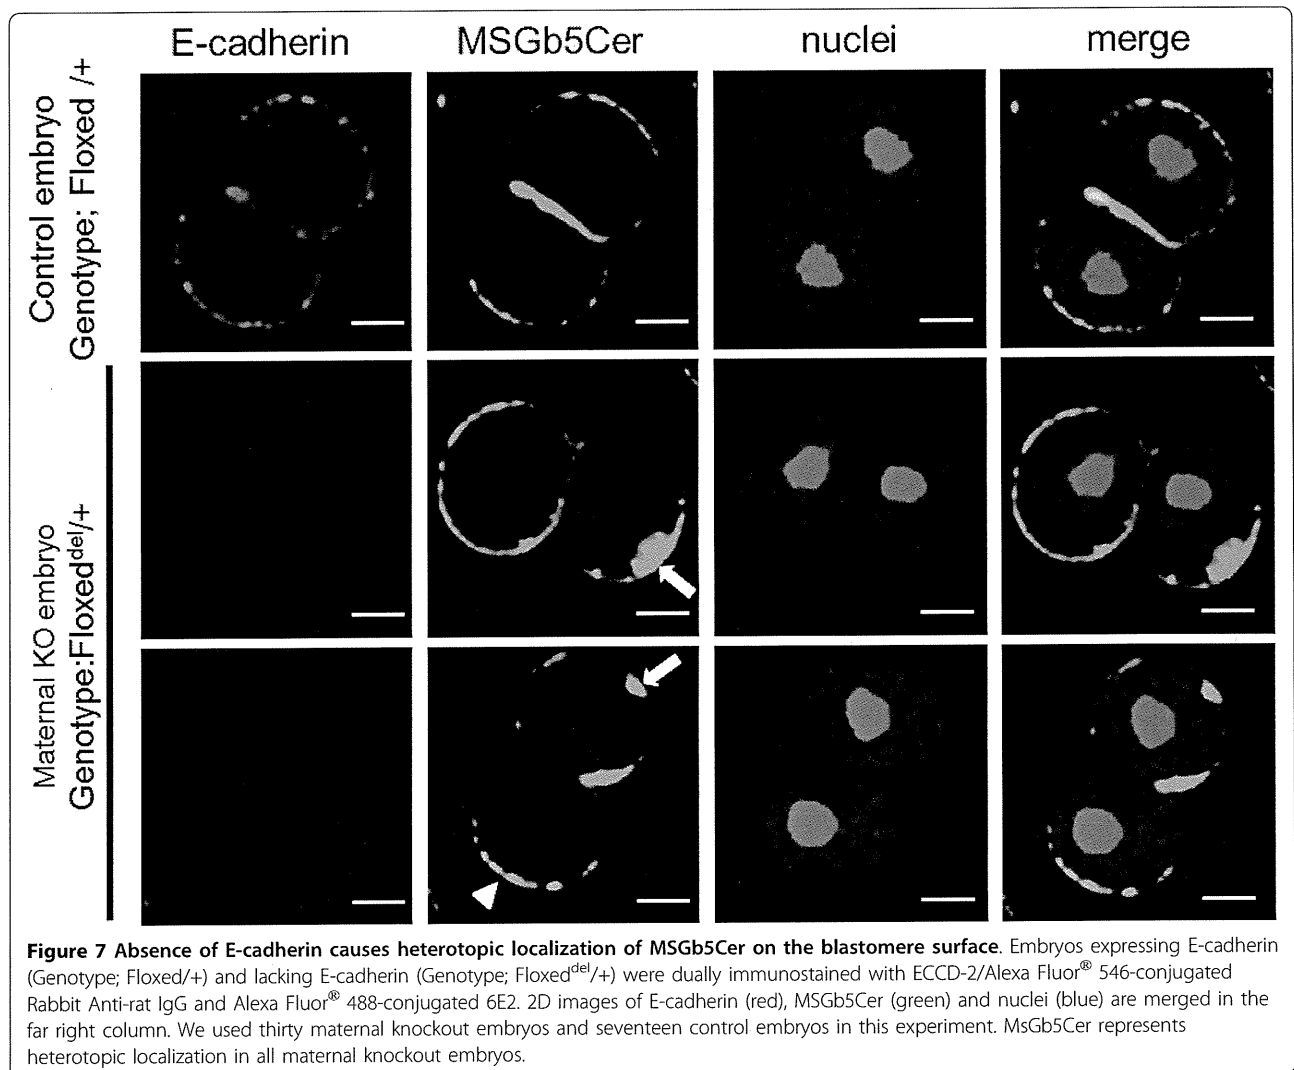 E-cadherin MSGb5Cer nuclei merge
Control embryo
Genotype; Floxed /+
Maternal KO embryo
Genotype:Floxed^del/+
Figure 7 Absence of E-cadherin causes heterotopic localization of MSGb5Cer on the blastomere surface. Embryos expressing E-cadherin
(Genotype; Floxed/+) and lacking E-cadherin (Genotype; Floxed^del/+) were dually immunostained with ECCD-2/Alexa Fluor® 546-conjugated
Rabbit Anti-rat IgG and Alexa Fluor® 488-conjugated 6E2. 2D images of E-cadherin (red), MSGb5Cer (green) and nuclei (blue) are merged in the
far right column. We used thirty maternal knockout embryos and seventeen control embryos in this experiment. MsGb5Cer represents
heterotopic localization in all maternal knockout embryos.